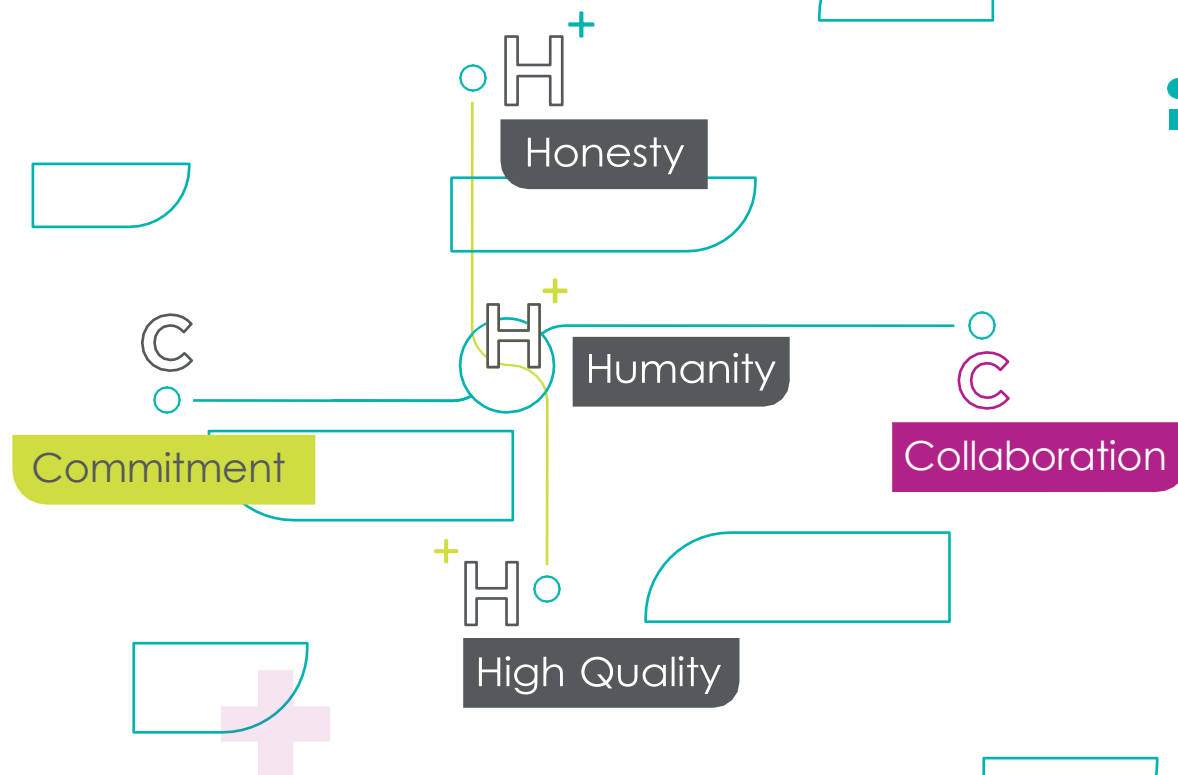 H+
Honesty
H+
Humanity
C
Commitment
C
Collaboration
+H
High Quality